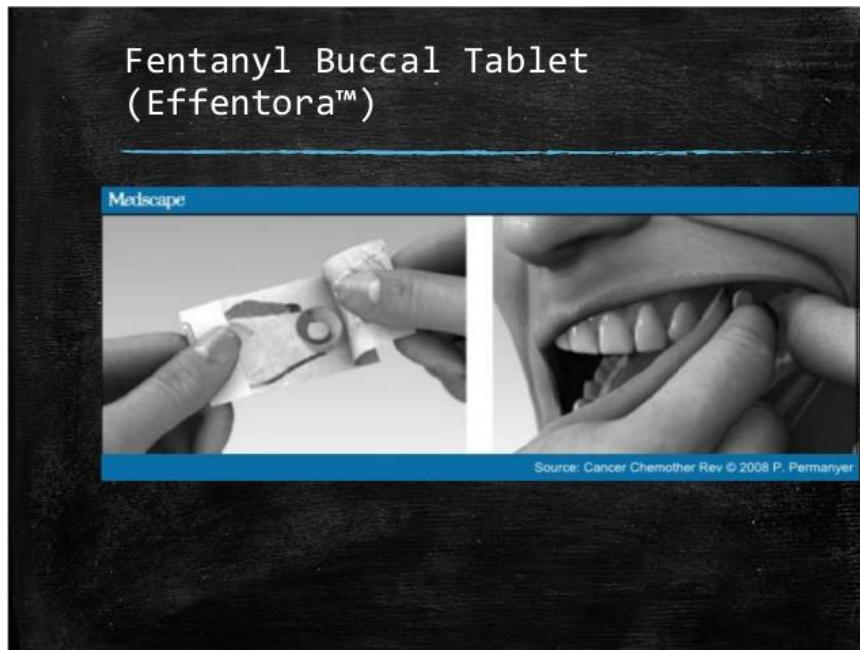 Fentanyl Buccal Tablet
(Effentora™)
Medscape
Source: Cancer Chemother Rev © 2008 P. Permanyer